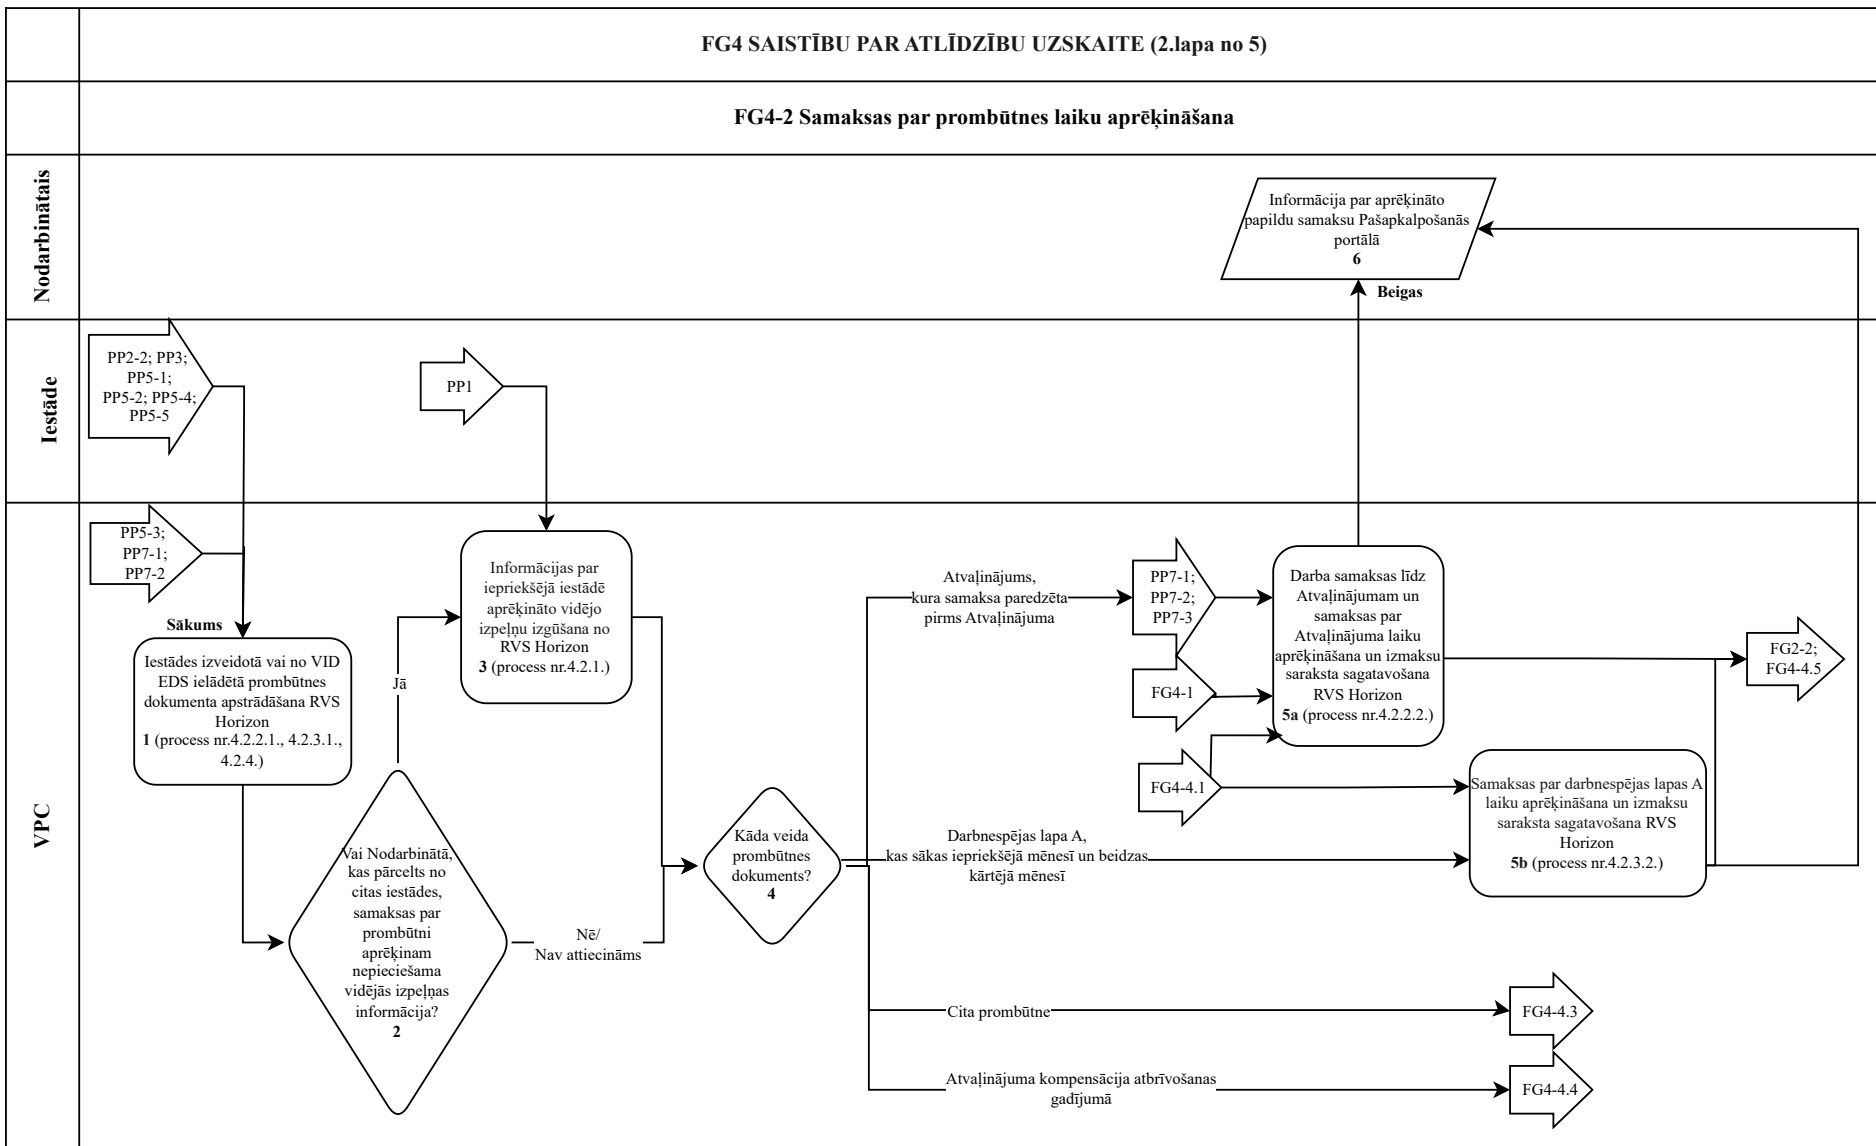 FG4 SAISTĪBU PAR ATLĪDZĪBU UZSKAITE (2.lapa no 5)
FG4-2 Samaksas par prombūtnes laiku aprēķināšana
Nodarbinātais
Informācija par aprēķināto
papildu samaksu Pašapkalpošanās
portālā
6
Beigas
Iestāde
PP2-2; PP3;
PP5-1;
PP5-2; PP5-4;
PP5-5
PP1
VPC
PP5-3;
PP7-1;
PP7-2
Sākums
Iestādes izveidotā vai no VID
EDS ielādētā prombūtnes
dokumenta apstrādāšana RVS
Horizon
1 (process nr.4.2.2.1., 4.2.3.1.,
4.2.4.)
Vai Nodarbinātā,
kas pārcelts no
citas iestādes,
samaksas par
prombūtni
aprēķinam
nepieciešama
vidējās izpeļņas
informācija?
2
Jā
Nē/
Nav attiecināms
Informācijas par
iepriekšējā iestādē
aprēķināto vidējo
izpeļņu izgūšana no
RVS Horizon
3 (process nr.4.2.1.)
Kāda veida
prombūtnes
dokuments?
4
Atvaļinājums,
kura samaksa paredzēta
pirms Atvaļinājuma
PP7-1;
PP7-2;
PP7-3
FG4-1
FG4-4.1
Darba samaksas līdz
Atvaļinājumam un
samaksas par
Atvaļinājuma laiku
aprēķināšana un izmaksu
saraksta sagatavošana
RVS Horizon
5a (process nr.4.2.2.2.)
FG2-2;
FG4-4.5
Darbnespējas lapa A,
kas sākas iepriekšējā mēnesī un beidzas
kārtējā mēnesī
Samaksas par darbnespējas lapas A
laiku aprēķināšana un izmaksu
saraksta sagatavošana RVS
Horizon
5b (process nr.4.2.3.2.)
Cita prombūtne
FG4-4.3
Atvaļinājuma kompensācija atbrīvošanas
gadījumā
FG4-4.4